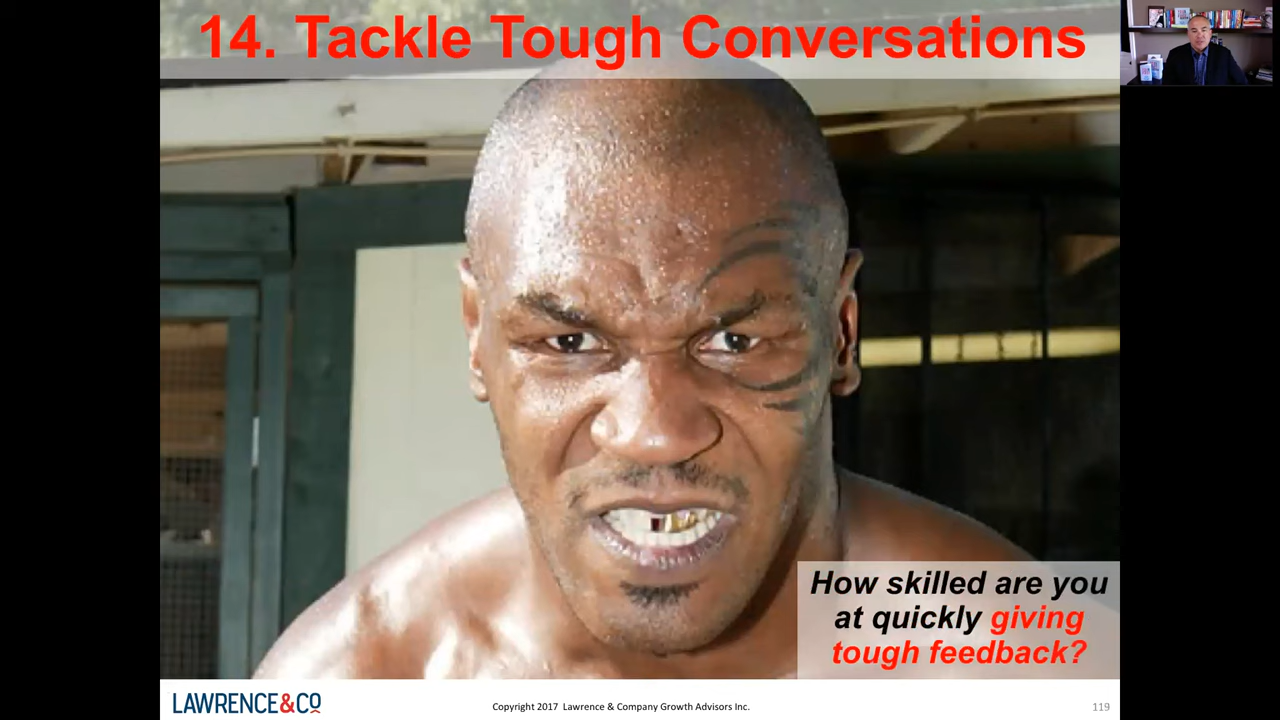 14. Tackle Tough Conversations
How skilled are you
at quickly giving
tough feedback?
LAWRENCE&CO
Copyright 2017 Lawrence & Company Growth Advisors Inc.
119